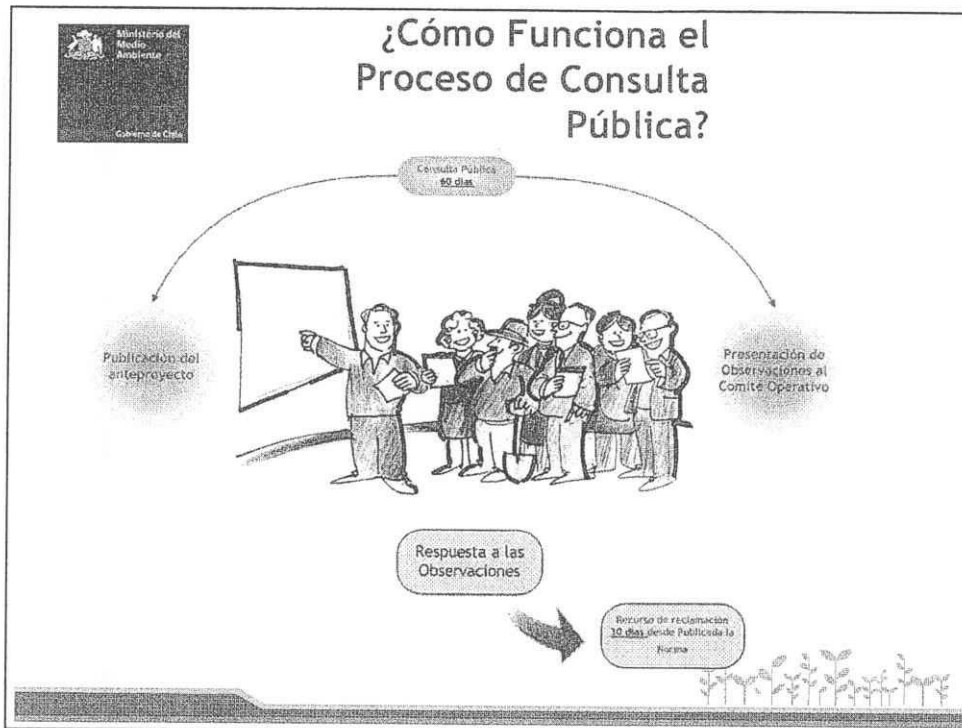 Ministerio del
Medio
Ambiente
Gobierno de Chile
¿Cómo Funciona el
Proceso de Consulta
Pública?
Consulta Pública
60 días
Publicación del
anteproyecto
Presentación de
Observaciones al
Comité Operativo
Respuesta a las
Observaciones
Recurso de reclamación
30 días desde Publicada la
Norma